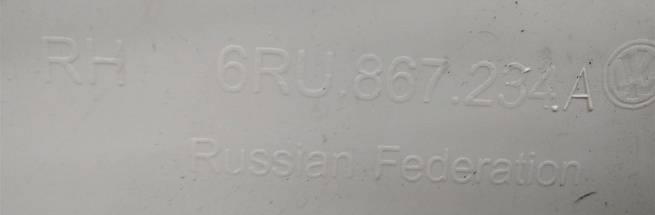 RH 6RU.867.234.A
Russian Federation